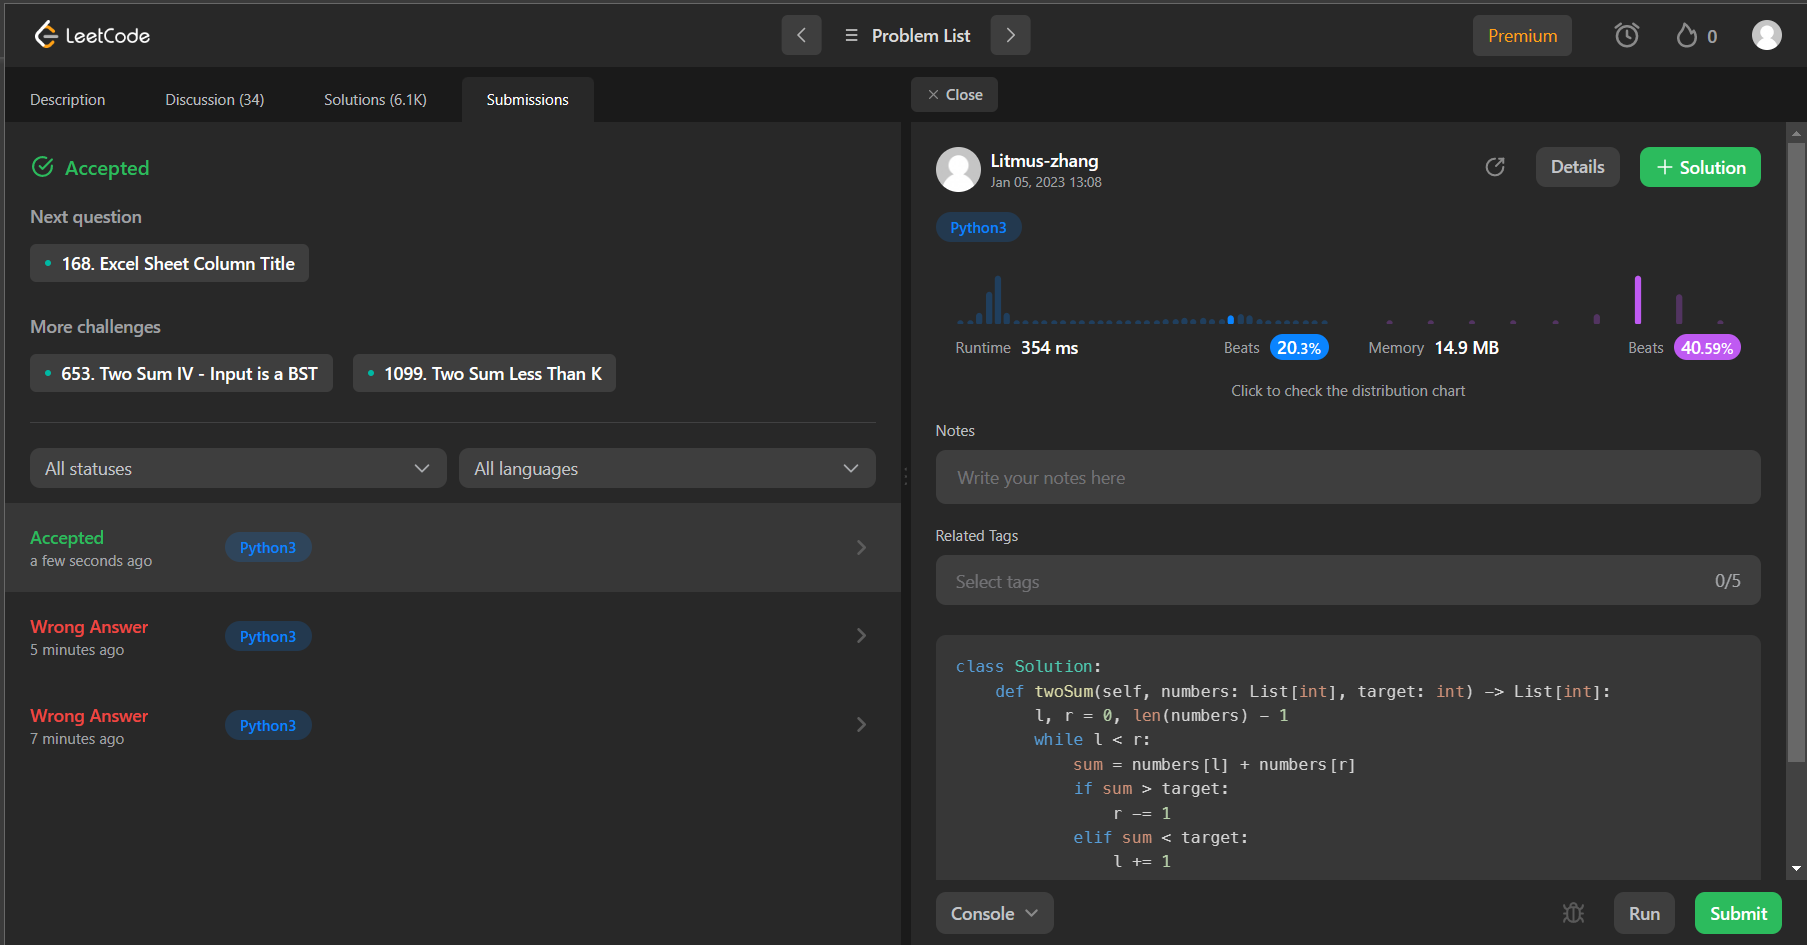 LeetCode
Problem List
Premium
0
Description
Discussion (34)
Solutions (6.1K)
Submissions
Accepted
Next question
168. Excel Sheet Column Title
More challenges
653. Two Sum IV - Input is a BST
1099. Two Sum Less Than K
All statuses
All languages
Accepted
a few seconds ago
Python3
Wrong Answer
5 minutes ago
Python3
Wrong Answer
7 minutes ago
Python3
Close
Litmus-zhang
Jan 05, 2023 13:08
Details
+ Solution
Python3
Runtime 354 ms
Beats 20.3%
Memory 14.9 MB
Beats 40.59%
Click to check the distribution chart
Notes
Write your notes here
Related Tags
Select tags
0/5
class Solution:
    def twoSum(self, numbers: List[int], target: int) -> List[int]:
        l, r = 0, len(numbers) - 1
        while l < r:
            sum = numbers[l] + numbers[r]
            if sum > target:
                r -= 1
            elif sum < target:
                l += 1
Console
Run
Submit